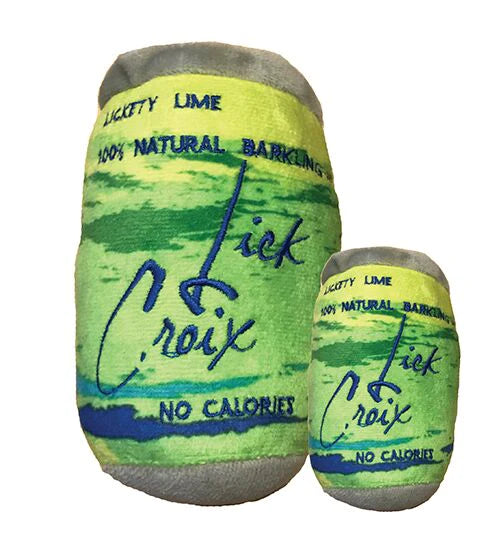 LICKETY LIME
100% NATURAL BARKLING
Lick
Croix
NO CALORIES
LICKETY LIME
100% NATURAL BARKLING
Lick
Croix
NO CALORIES